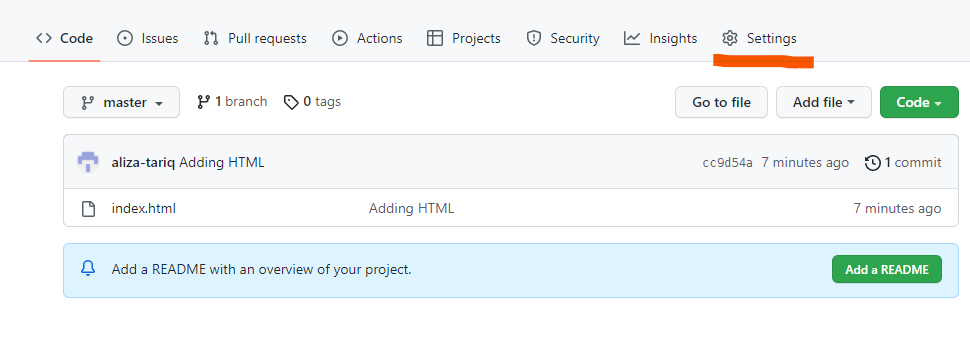 Code Issues Pull requests Actions Projects Security Insights Settings
master 1 branch 0 tags Go to file Add file Code
aliza-tariq Adding HTML cc9d54a 7 minutes ago 1 commit
index.html Adding HTML 7 minutes ago
Add a README with an overview of your project. Add a README